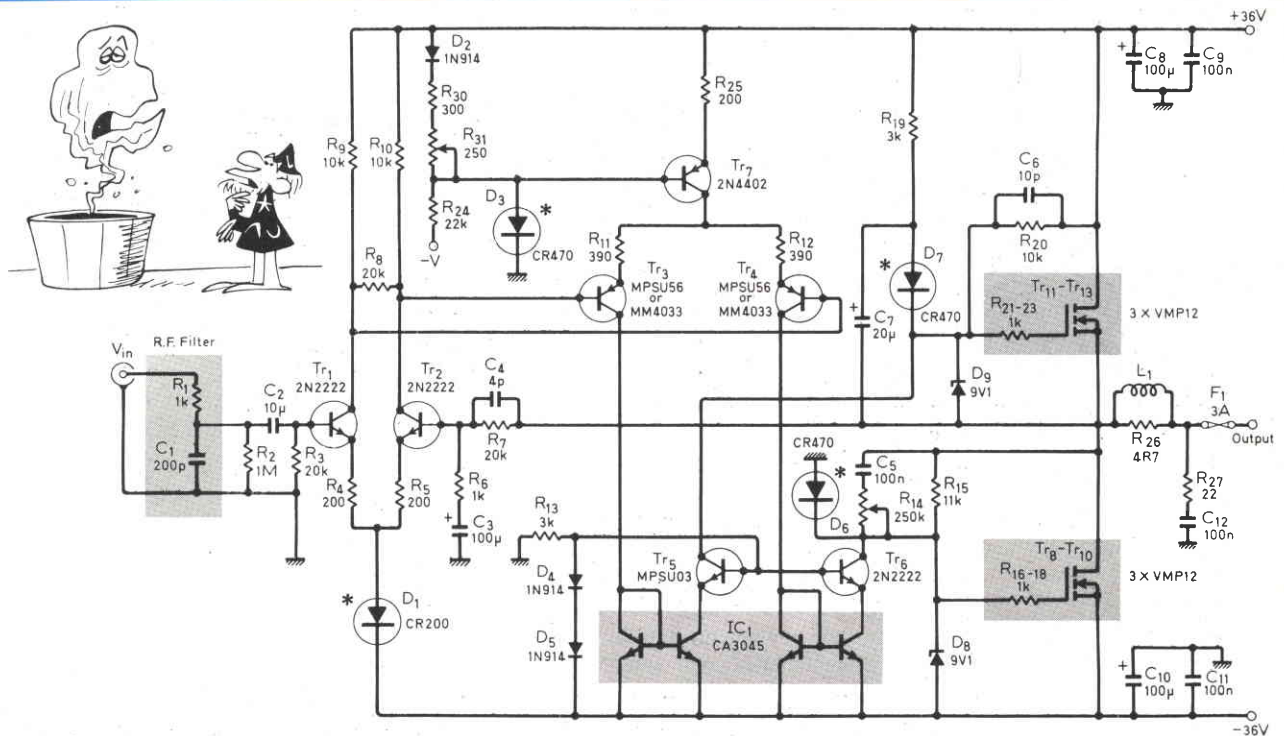 +36V
D2
1N914
R30
300
R31
250
R24
22k
-V
D3
*
CR470
R25
200
Tr7
2N4402
R19
3k
C8
100µ
+
C9
100n
R9
10k
R10
10k
R8
20k
R11
390
R12
390
Tr3
MPSU56
or
MM4033
Tr4
MPSU56
or
MM4033
C6
10p
R20
10k
D7
*
CR470
Tr11-Tr13
R21-23
1k
3 X VMP12
C7
20µ
+
D9
9V1
R.F. Filter
Vin
R1
1k
C1
200p
R2
1M
C2
10µ
R3
20k
Tr1
2N2222
Tr2
2N2222
R4
200
R5
200
C4
4p
R7
20k
R6
1k
C3
100µ
+
L1
R26
4R7
F1
3A
Output
R27
22
C12
100n
CR470
*
D6
C5
100n
R14
250k
R15
11k
R13
3k
D4
1N914
D5
1N914
Tr5
MPSU03
Tr6
2N2222
Tr8-Tr10
R16-18
1k
3 X VMP12
*
D1
CR200
IC1
CA3045
D8
9V1
+
C10
100µ
C11
100n
-36V